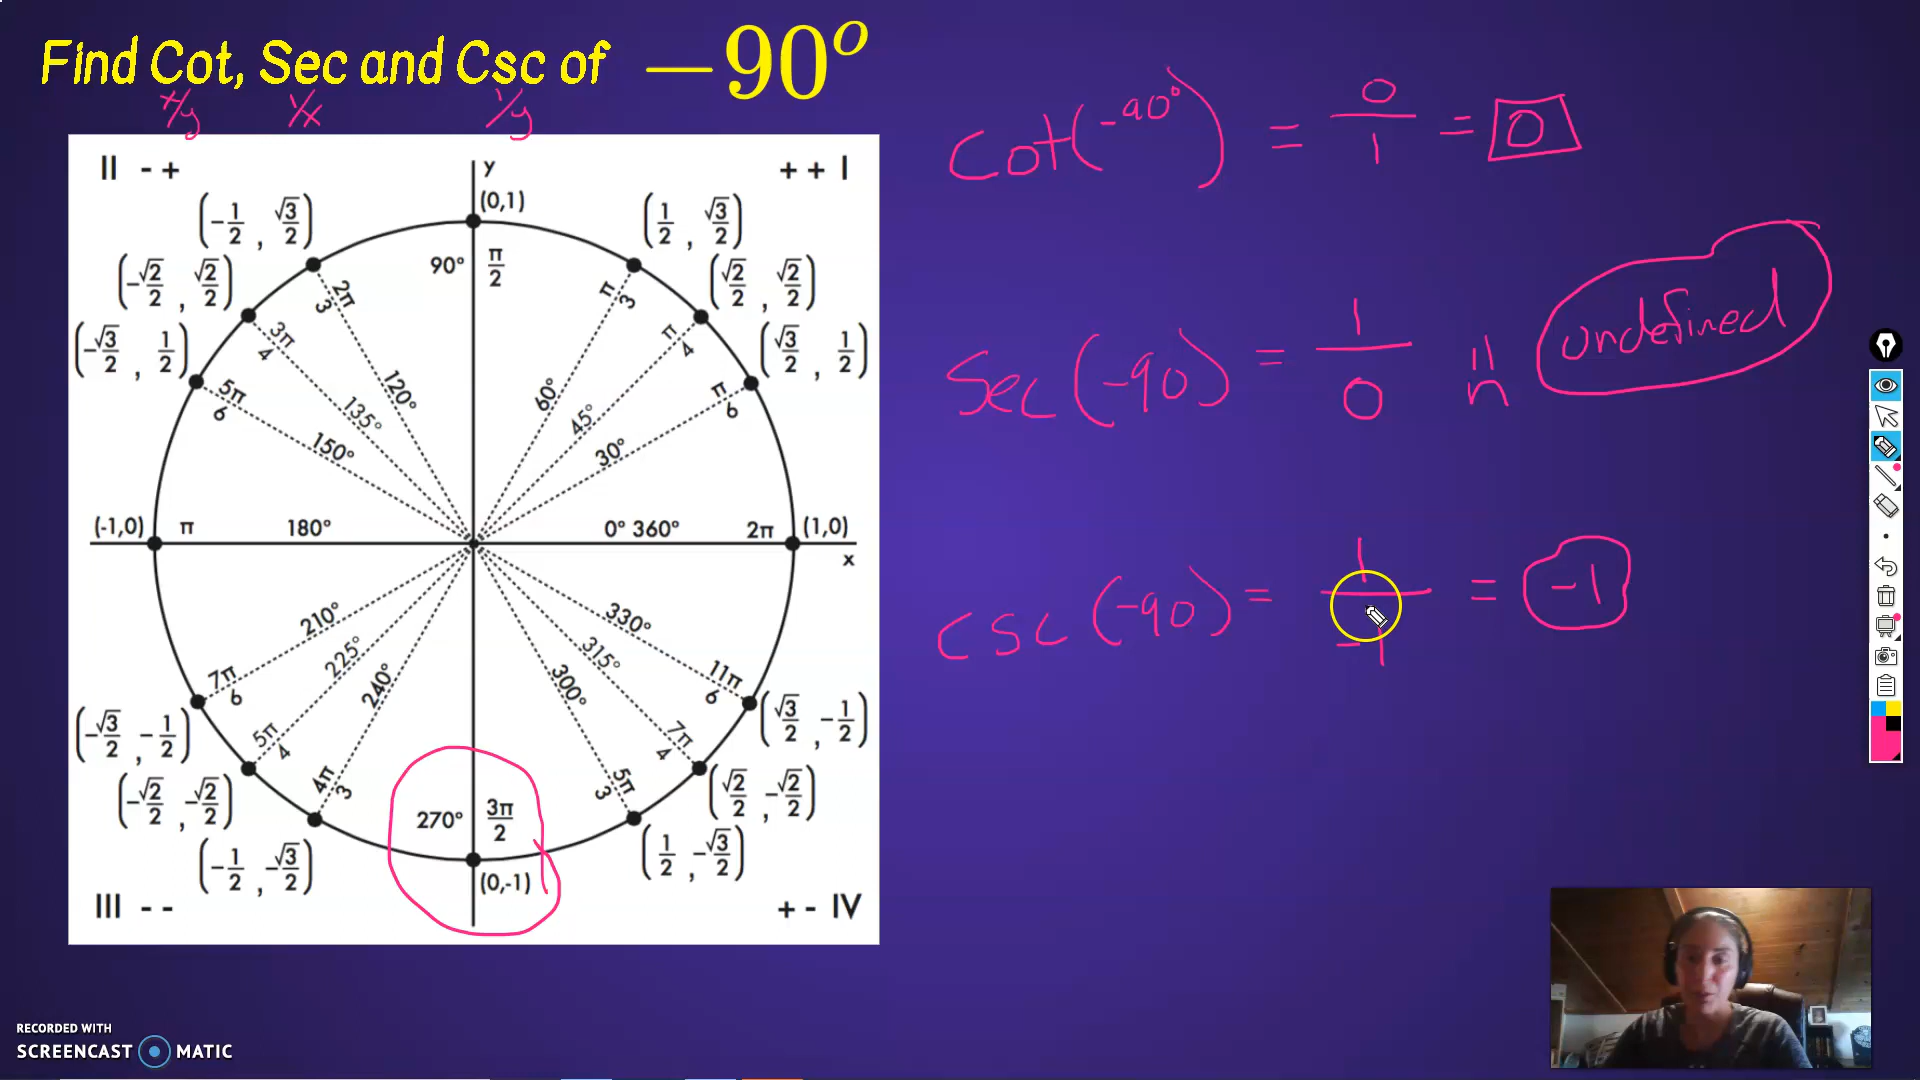 Find Cot, Sec and Csc of −90°
x/y 1/x 1/y
cot(-90°) = 0/1 = 0
Sec(-90) = 1/0 = undefined
n
csc(-90) = 1/-1 = -1
II - + y + + I
(0,1)
(-1/2, √3/2) (1/2, √3/2)
(-√2/2, √2/2) (√2/2, √2/2)
(-√3/2, 1/2) (√3/2, 1/2)
90° π/2
2π/3 π/3
3π/4 π/4
5π/6 π/6
120° 60°
135° 45°
150° 30°
(-1,0) π 180° 0° 360° 2π (1,0)
x
210° 330°
225° 315°
240° 300°
7π/6 11π/6
5π/4 7π/4
4π/3 5π/3
(-√3/2, -1/2) (√3/2, -1/2)
(-√2/2, -√2/2) (√2/2, -√2/2)
270° 3π/2
(-1/2, -√3/2) (1/2, -√3/2)
(0,-1)
III - - + - IV
RECORDED WITH
SCREENCAST MATIC